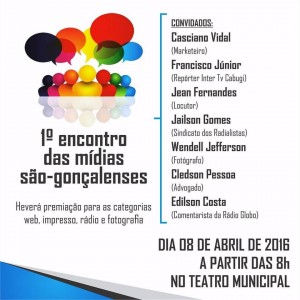 1º encontro
das mídias
são-gonçalenses
Heverá premiação para as categorias
web, impresso, rádio e fotografia
CONVIDADOS:
Casciano Vidal
(Marketeiro)
Francisco Júnior
(Repórter Inter Tv Cabugi)
Jean Fernandes
(Locutor)
Jailson Gomes
(Sindicato dos Radialistas)
Wendell Jefferson
(Fotógrafo)
Cledson Pessoa
(Advogado)
Edilson Costa
(Comentarista da Rádio Globo)
DIA 08 DE ABRIL DE 2016
A PARTIR DAS 8h
NO TEATRO MUNICIPAL